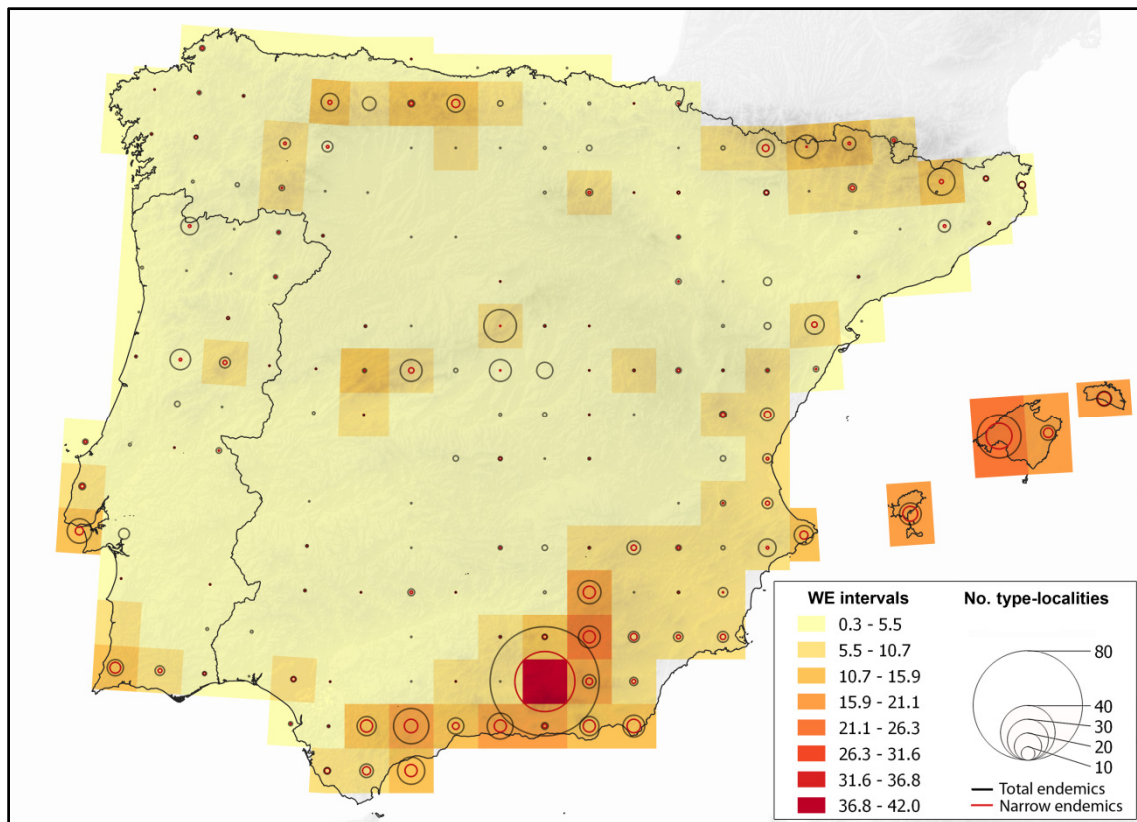 WE intervals
0.3 - 5.5
5.5 - 10.7
10.7 - 15.9
15.9 - 21.1
21.1 - 26.3
26.3 - 31.6
31.6 - 36.8
36.8 - 42.0
No. type-localities
80
40
30
20
10
Total endemics
Narrow endemics